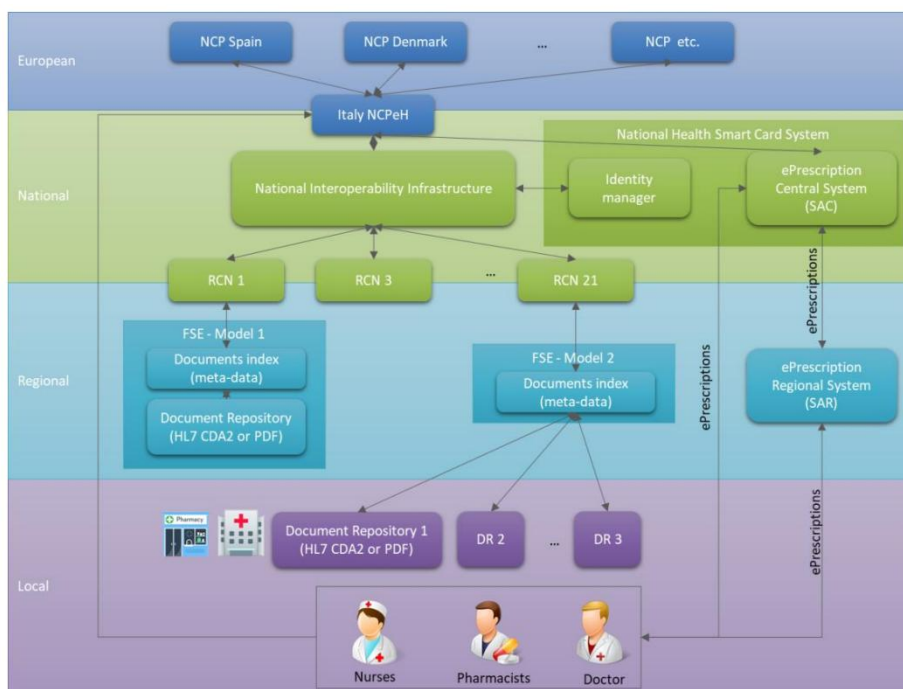 NCP Spain
NCP Denmark
...
NCP etc.
European
Italy NCPeH
National Health Smart Card System
National Interoperability Infrastructure
Identity
manager
ePrescription
Central System
(SAC)
National
RCN 1
RCN 3
...
RCN 21
ePrescriptions
FSE - Model 1
Documents index
(meta-data)
Document Repository
(HL7 CDA2 or PDF)
FSE - Model 2
Documents index
(meta-data)
ePrescription
Regional System
(SAR)
Regional
ePrescriptions
Pharmacy
Document Repository 1
(HL7 CDA2 or PDF)
DR 2
...
DR 3
ePrescriptions
Local
Nurses
Pharmacists
Doctor